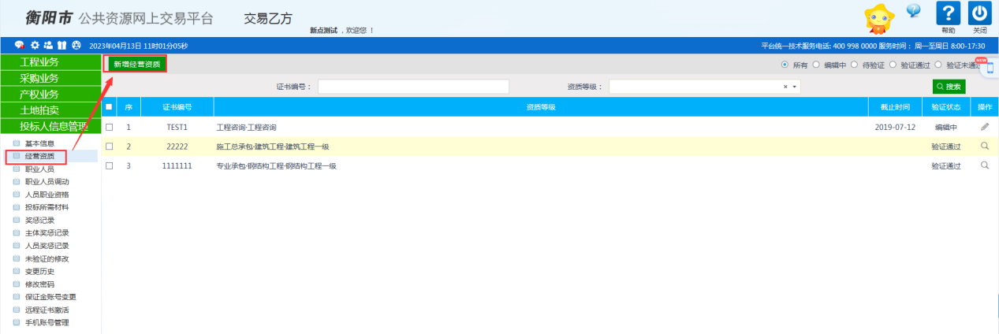 衡阳市 公共资源网上交易平台 交易乙方
新点测试，欢迎您！
帮助 关闭
2023年04月13日 11时01分05秒
平台统一技术服务电话: 400 998 0000 服务时间： 周一至周日 8:00-17:30
工程业务
采购业务
产权业务
土地拍卖
投标人信息管理
基本信息
经营资质
职业人员
职业人员调动
人员职业资格
投标所需材料
奖惩记录
主体奖惩记录
人员奖惩记录
未验证的修改
变更历史
修改密码
保证金账号变更
远程证书激活
手机账号管理
新增经营资质
所有 编辑中 待验证 验证通过 验证未通过
NEW
证书编号： 资质等级： 搜索
序 证书编号 资质等级 截止时间 验证状态 操作
1 TEST1 工程咨询·工程咨询 2019-07-12 编辑中
2 22222 施工总承包·建筑工程·建筑工程一级 验证通过
3 1111111 专业承包·钢结构工程·钢结构工程一级 验证通过